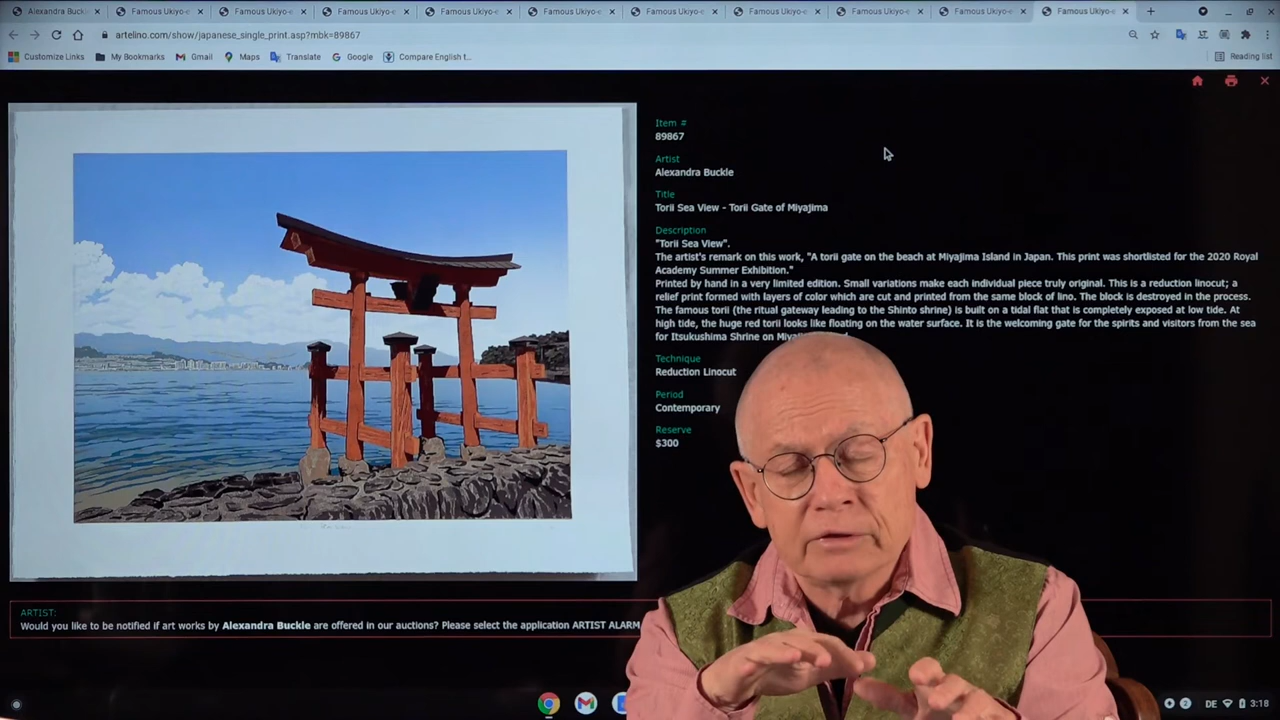 Alexandra Buckl
Famous Ukiyo-e
Famous Ukiyo-e
Famous Ukiyo-e
Famous Ukiyo-e
Famous Ukiyo-e
Famous Ukiyo-e
Famous Ukiyo-e
Famous Ukiyo-e
Famous Ukiyo-e
Famous Ukiyo-e
artelino.com/show/japanese_single_print.asp?mbk=89867
Customize Links
My Bookmarks
Gmail
Maps
Translate
Google
Compare English t...
Reading list
Item #
89867
Artist
Alexandra Buckle
Title
Torii Sea View - Torii Gate of Miyajima
Description
"Torii Sea View".
The artist's remark on this work, "A torii gate on the beach at Miyajima Island in Japan. This print was shortlisted for the 2020 Royal
Academy Summer Exhibition."
Printed by hand in a very limited edition. Small variations make each individual piece truly original. This is a reduction linocut; a
relief print formed with layers of color which are cut and printed from the same block of lino. The block is destroyed in the process.
The famous torii (the ritual gateway leading to the Shinto shrine) is built on a tidal flat that is completely exposed at low tide. At
high tide, the huge red torii looks like floating on the water surface. It is the welcoming gate for the spirits and visitors from the sea
for Itsukushima Shrine on
Technique
Reduction Linocut
Period
Contemporary
Reserve
$300
ARTIST:
Would you like to be notified if art works by Alexandra Buckle are offered in our auctions? Please select the application ARTIST ALARM
DE
3:18